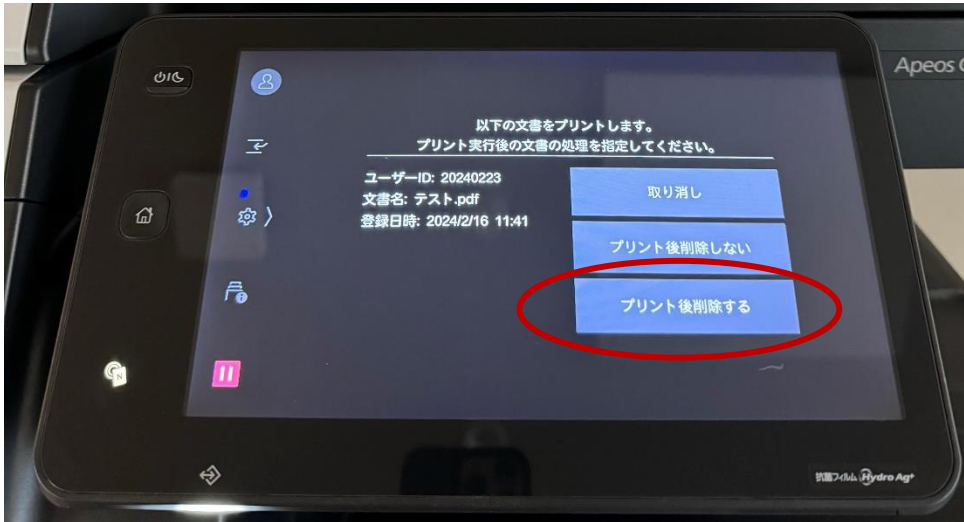 Apeos
以下の文書をプリントします。
プリント実行後の文書の処理を指定してください。
ユーザーID: 20240223
文書名: テスト.pdf
登録日時: 2024/2/16 11:41
取り消し
プリント後削除しない
プリント後削除する
抗菌フィルム Hydro Ag+